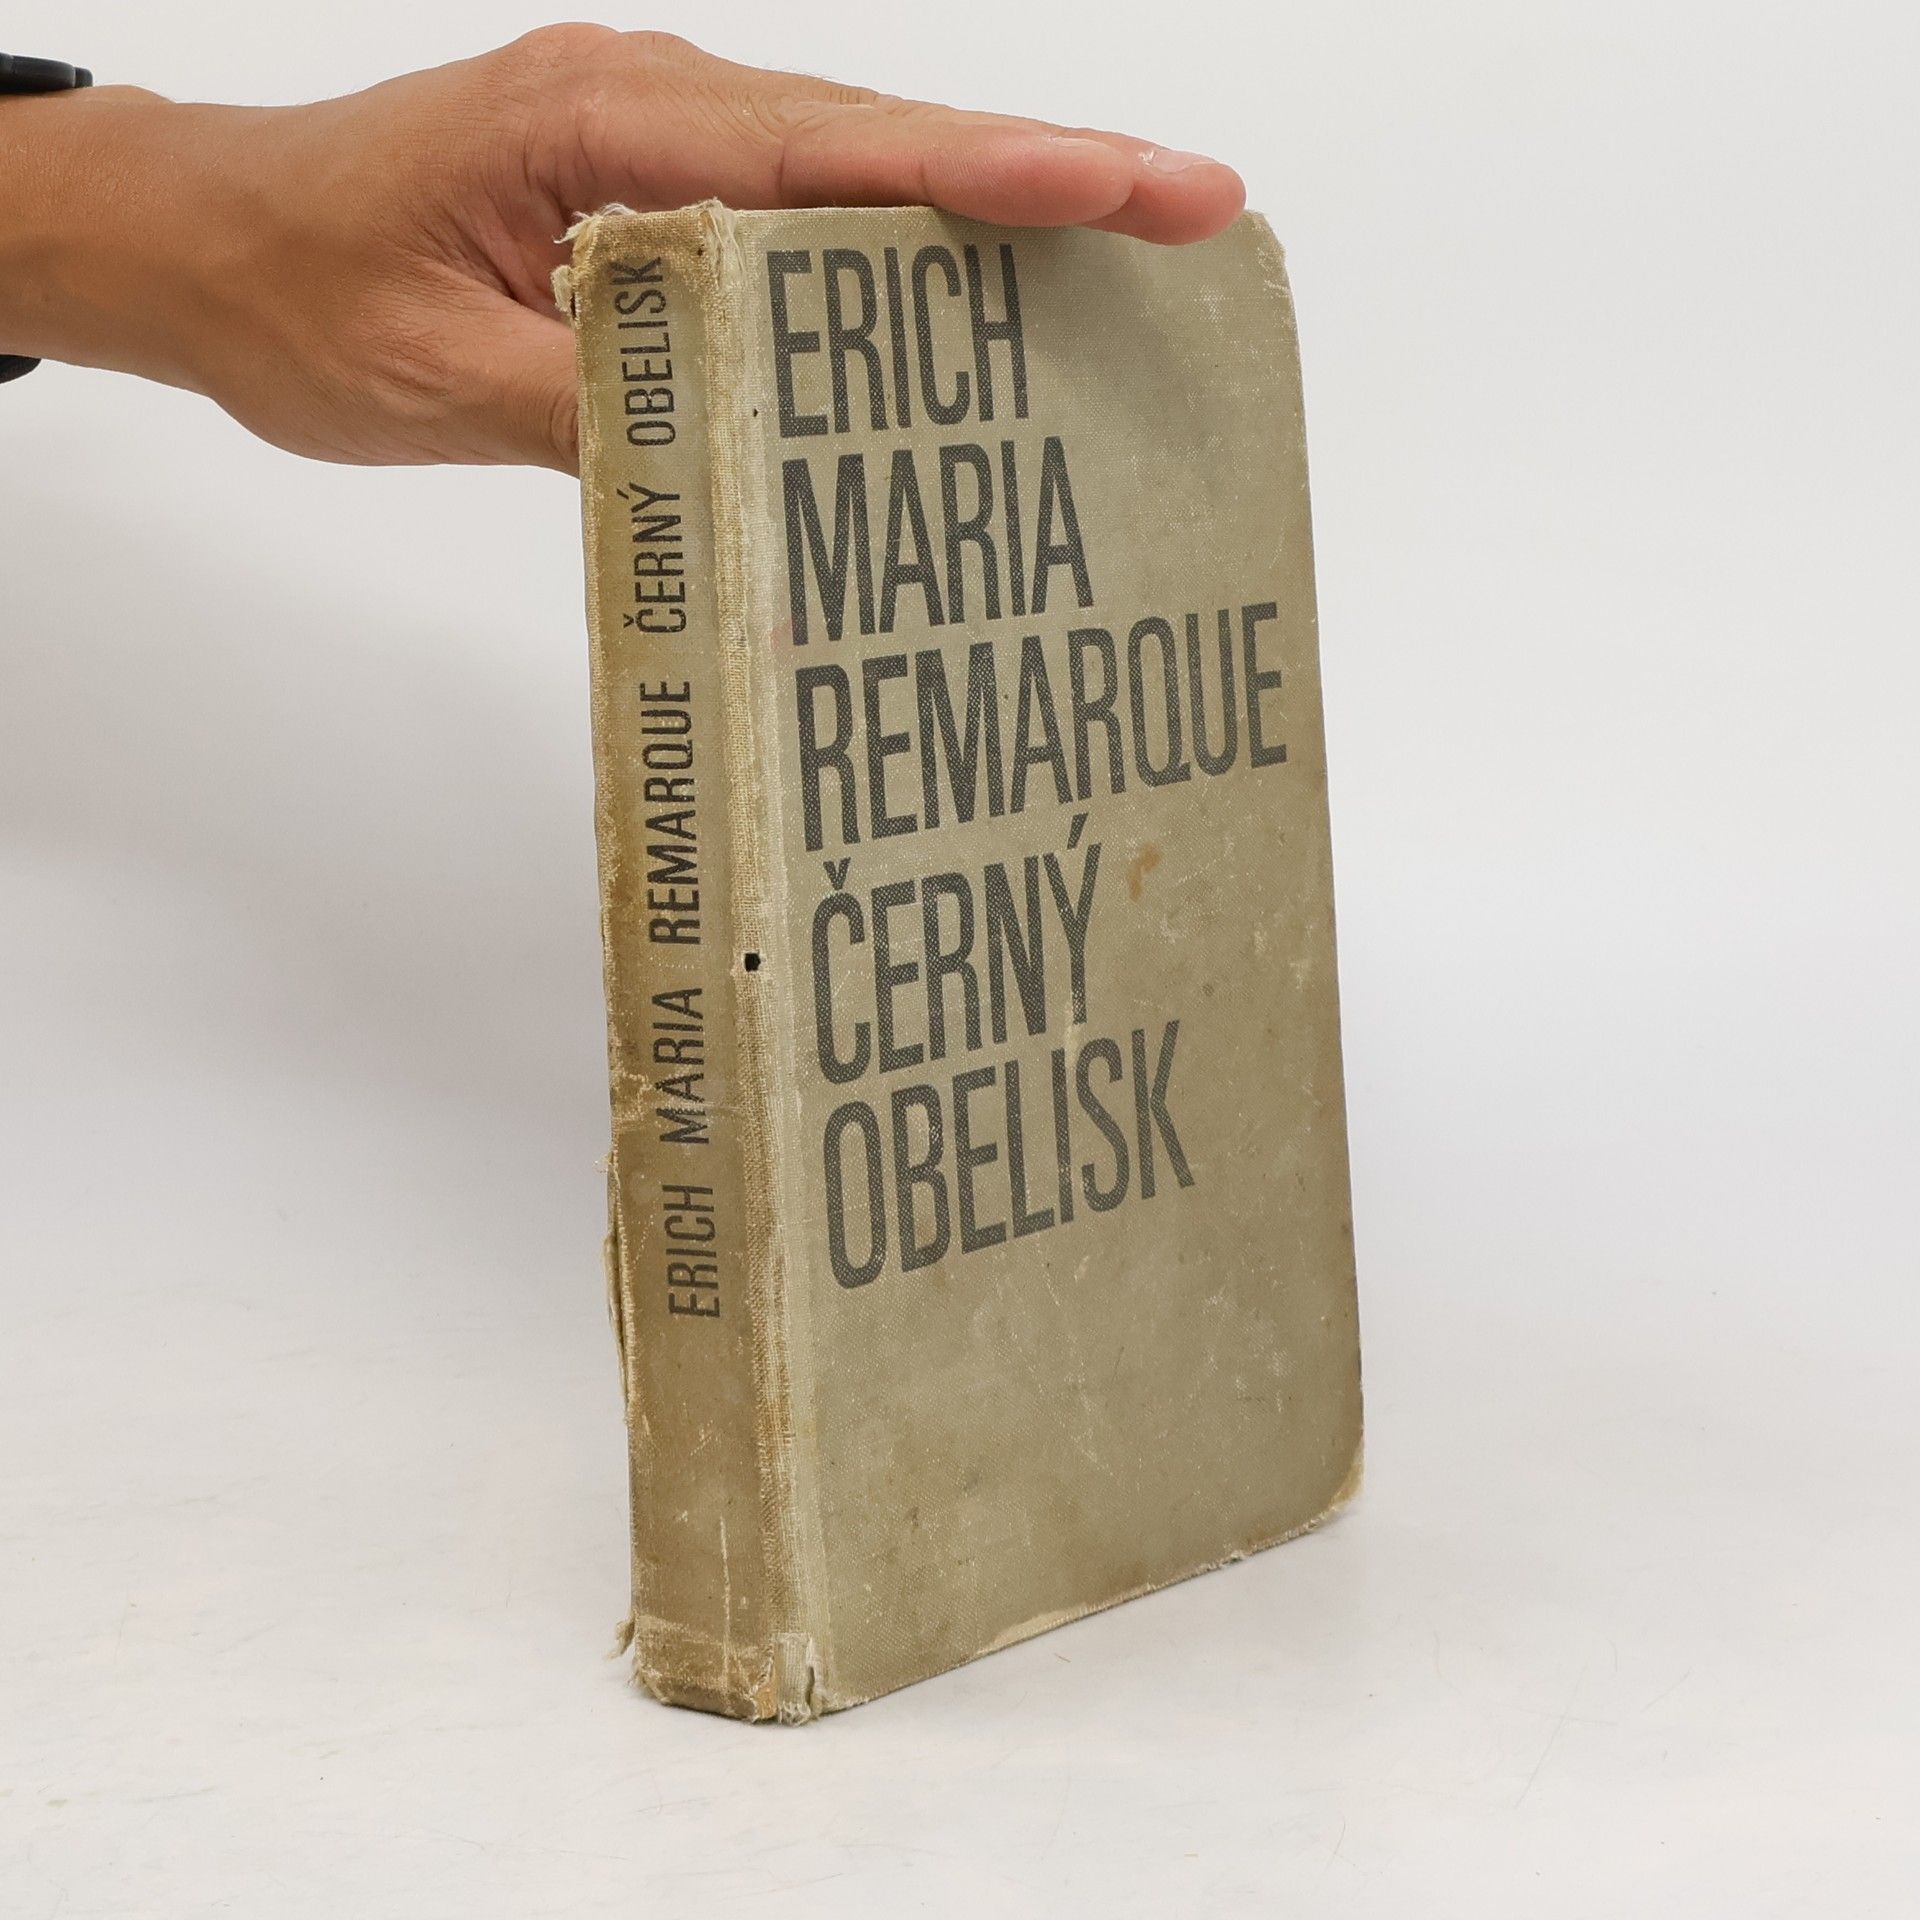 ERICH MARIA REMARQUE ČERNÝ OBELISK
ERICH
MARIA
REMARQUE
ČERNÝ
OBELISK